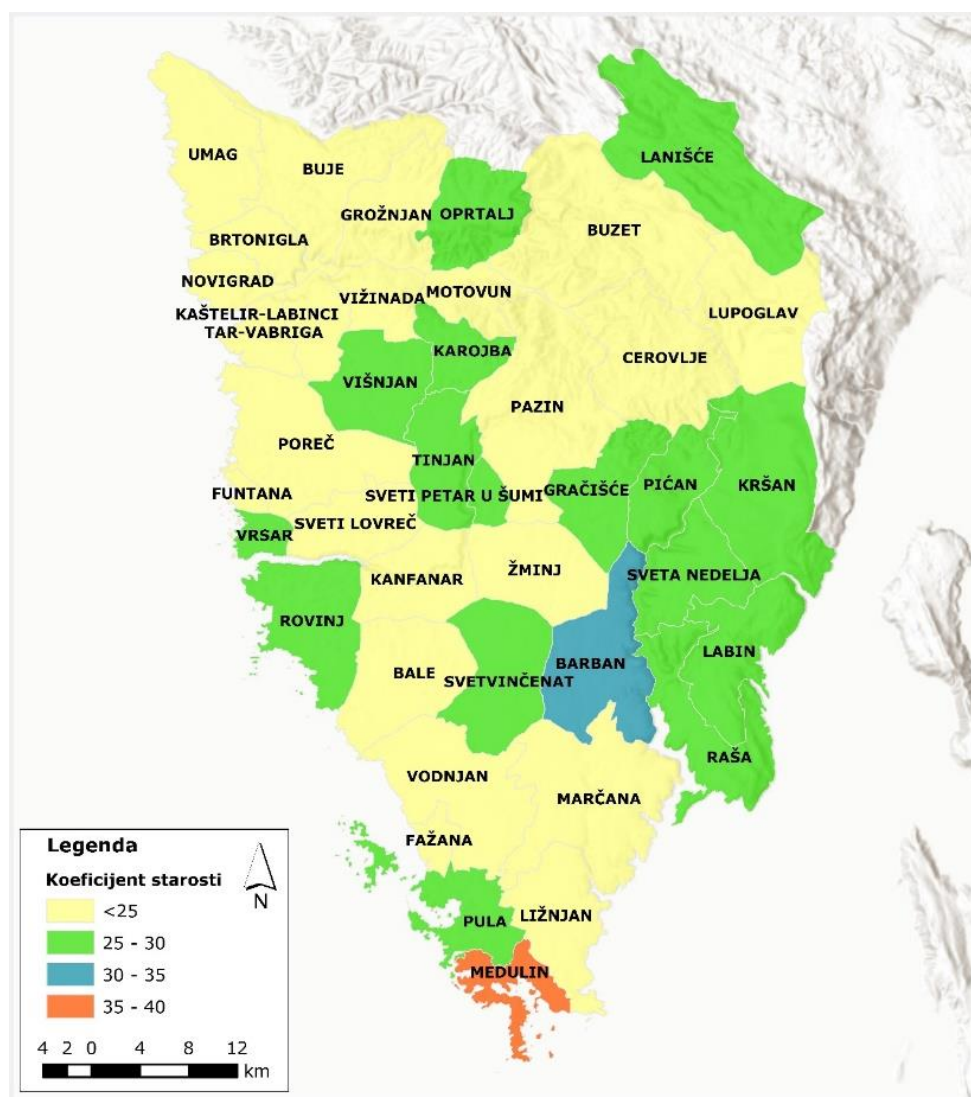 LANIŠĆE
UMAG
BUJE
GROŽNJAN
OPRTALJ
BUZET
BRTONIGLA
NOVIGRAD
VIŽINADA
MOTOVUN
KAŠTELIR-LABINCI
LUPOGLAV
TAR-VABRIGA
KAROJBA
CEROVLJE
VIŠNJAN
PAZIN
POREČ
TINJAN
FUNTANA
SVETI PETAR U ŠUMI
GRAČIŠĆE
PIĆAN
KRŠAN
SVETI LOVREČ
VRSAR
KANFANAR
ŽMINJ
SVETA NEDELJA
ROVINJ
LABIN
BALE
SVETVINČENAT
BARBAN
RAŠA
VODNJAN
MARČANA
FAŽANA
LIŽNJAN
PULA
MEDULIN
Legenda
Koeficijent starosti
N
<25
25 - 30
30 - 35
35 - 40
4 2 0 4 8 12
km